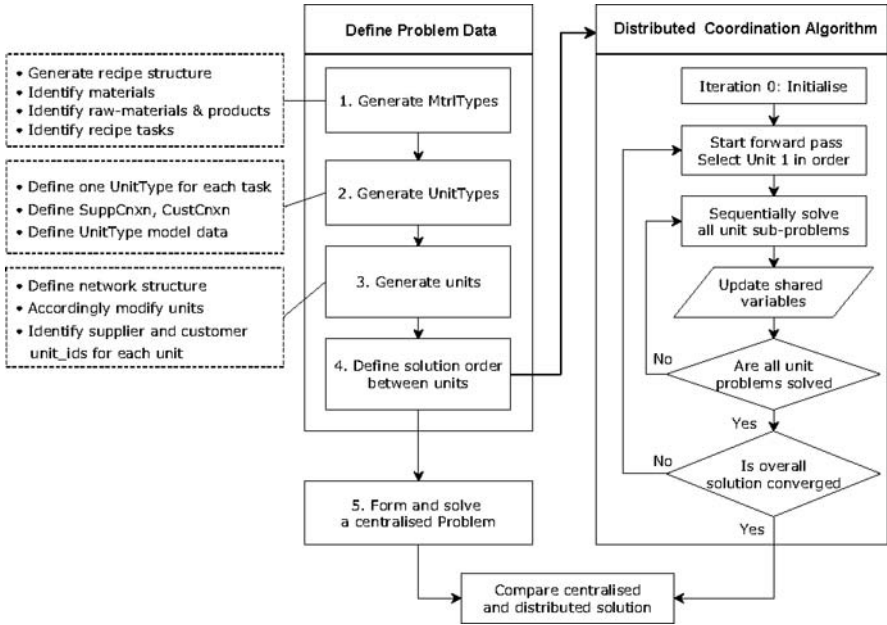 Define Problem Data
• Generate recipe structure
• Identify materials
• Identify raw-materials & products
• Identify recipe tasks
1. Generate MtrlTypes
• Define one UnitType for each task
• Define SuppCnxn, CustCnxn
• Define UnitType model data
2. Generate UnitTypes
• Define network structure
• Accordingly modify units
• Identify supplier and customer
unit_ids for each unit
3. Generate units
4. Define solution order
between units
5. Form and solve
a centralised Problem
Distributed Coordination Algorithm
Iteration 0: Initialise
Start forward pass
Select Unit 1 in order
Sequentially solve
all unit sub-problems
Update shared
variables
No
Are all unit
problems solved
Yes
No
Is overall
solution converged
Yes
Compare centralised
and distributed solution